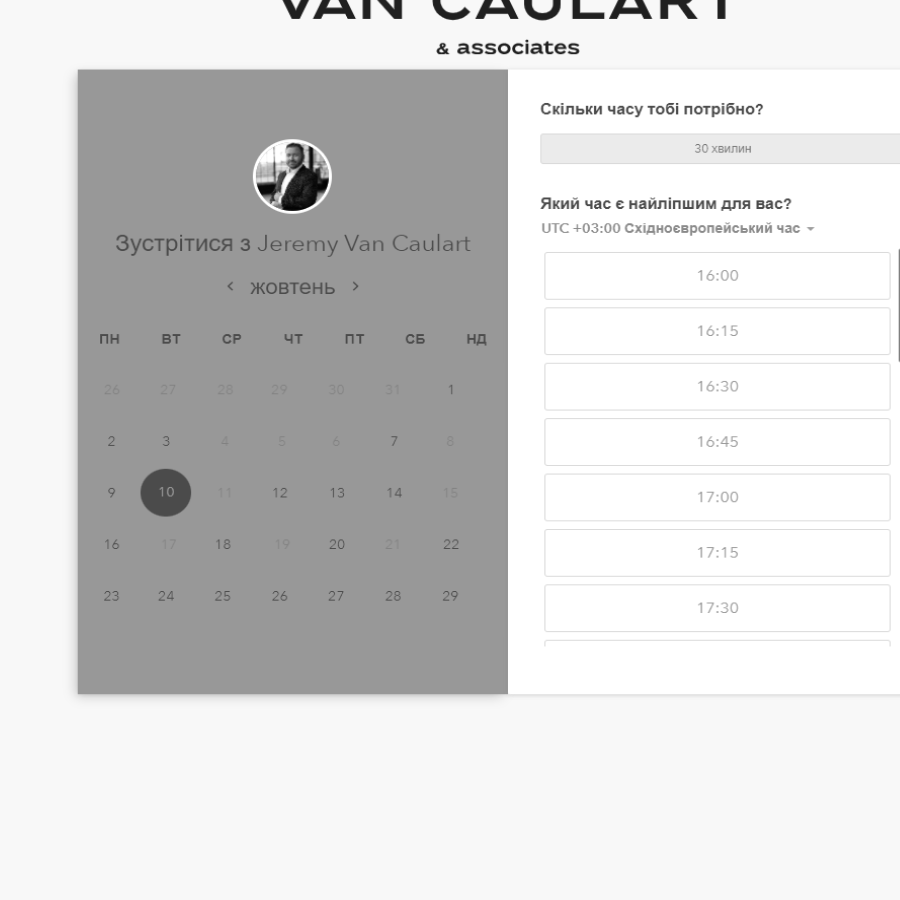 VAN CAULART
& associates
Зустрітися з Jeremy Van Caulart
жовтень
ПН ВТ СР ЧТ ПТ СБ НД
26 27 28 29 30 31 1
2 3 4 5 6 7 8
9 10 11 12 13 14 15
16 17 18 19 20 21 22
23 24 25 26 27 28 29
Скільки часу тобі потрібно?
30 хвилин
Який час є найліпшим для вас?
UTC +03:00 Східноєвропейський час
16:00
16:15
16:30
16:45
17:00
17:15
17:30